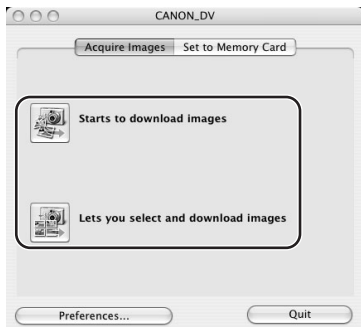 CANON_DV
Acquire Images Set to Memory Card
Starts to download images
Lets you select and download images
Preferences... Quit